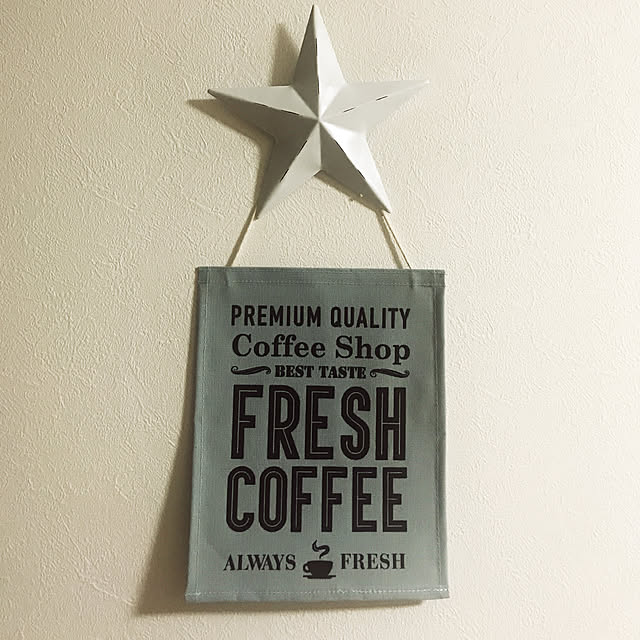 PREMIUM QUALITY
Coffee Shop
BEST TASTE
FRESH
COFFEE
ALWAYS FRESH